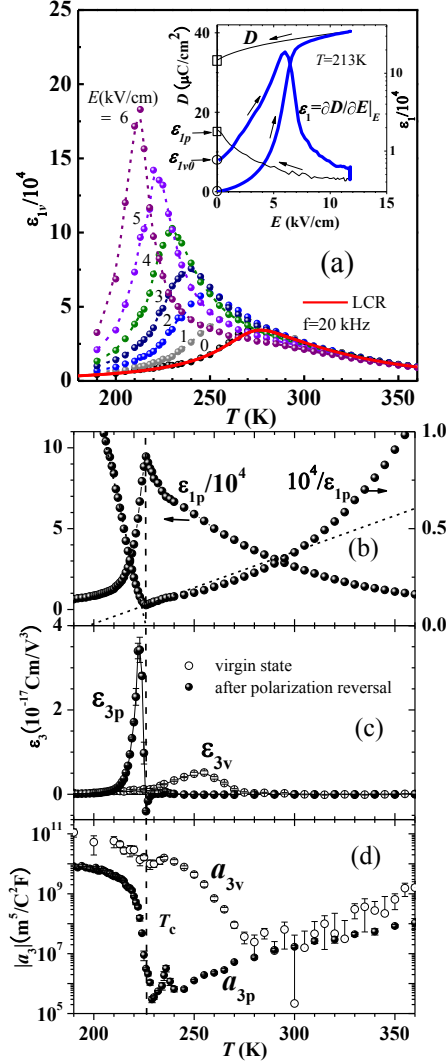 E(kV/cm)
= 6
5
4
3
2
1
0
ε1v/10^4
20
15
10
5
0
200 250 300 350
T (K)
(a)
LCR
f=20 kHz
D (μC/cm^2)
40
20
0
D
T=213K
ε1=∂D/∂E|E
ε1p
ε1v0
ε1/10^4
10
1
0 5 10
E (kV/cm)
10
5
0
ε1p/10^4
10^4/ε1p
1.0
0.5
0.0
(b)
ε3(10^-17Cm/V^3)
4
2
0
virgin state
after polarization reversal
ε3p
ε3v
(c)
|a3|(m^5/C^2F)
10^11
10^9
10^7
10^5
a3v
a3p
Tc
(d)
200 250 300 350
T (K)